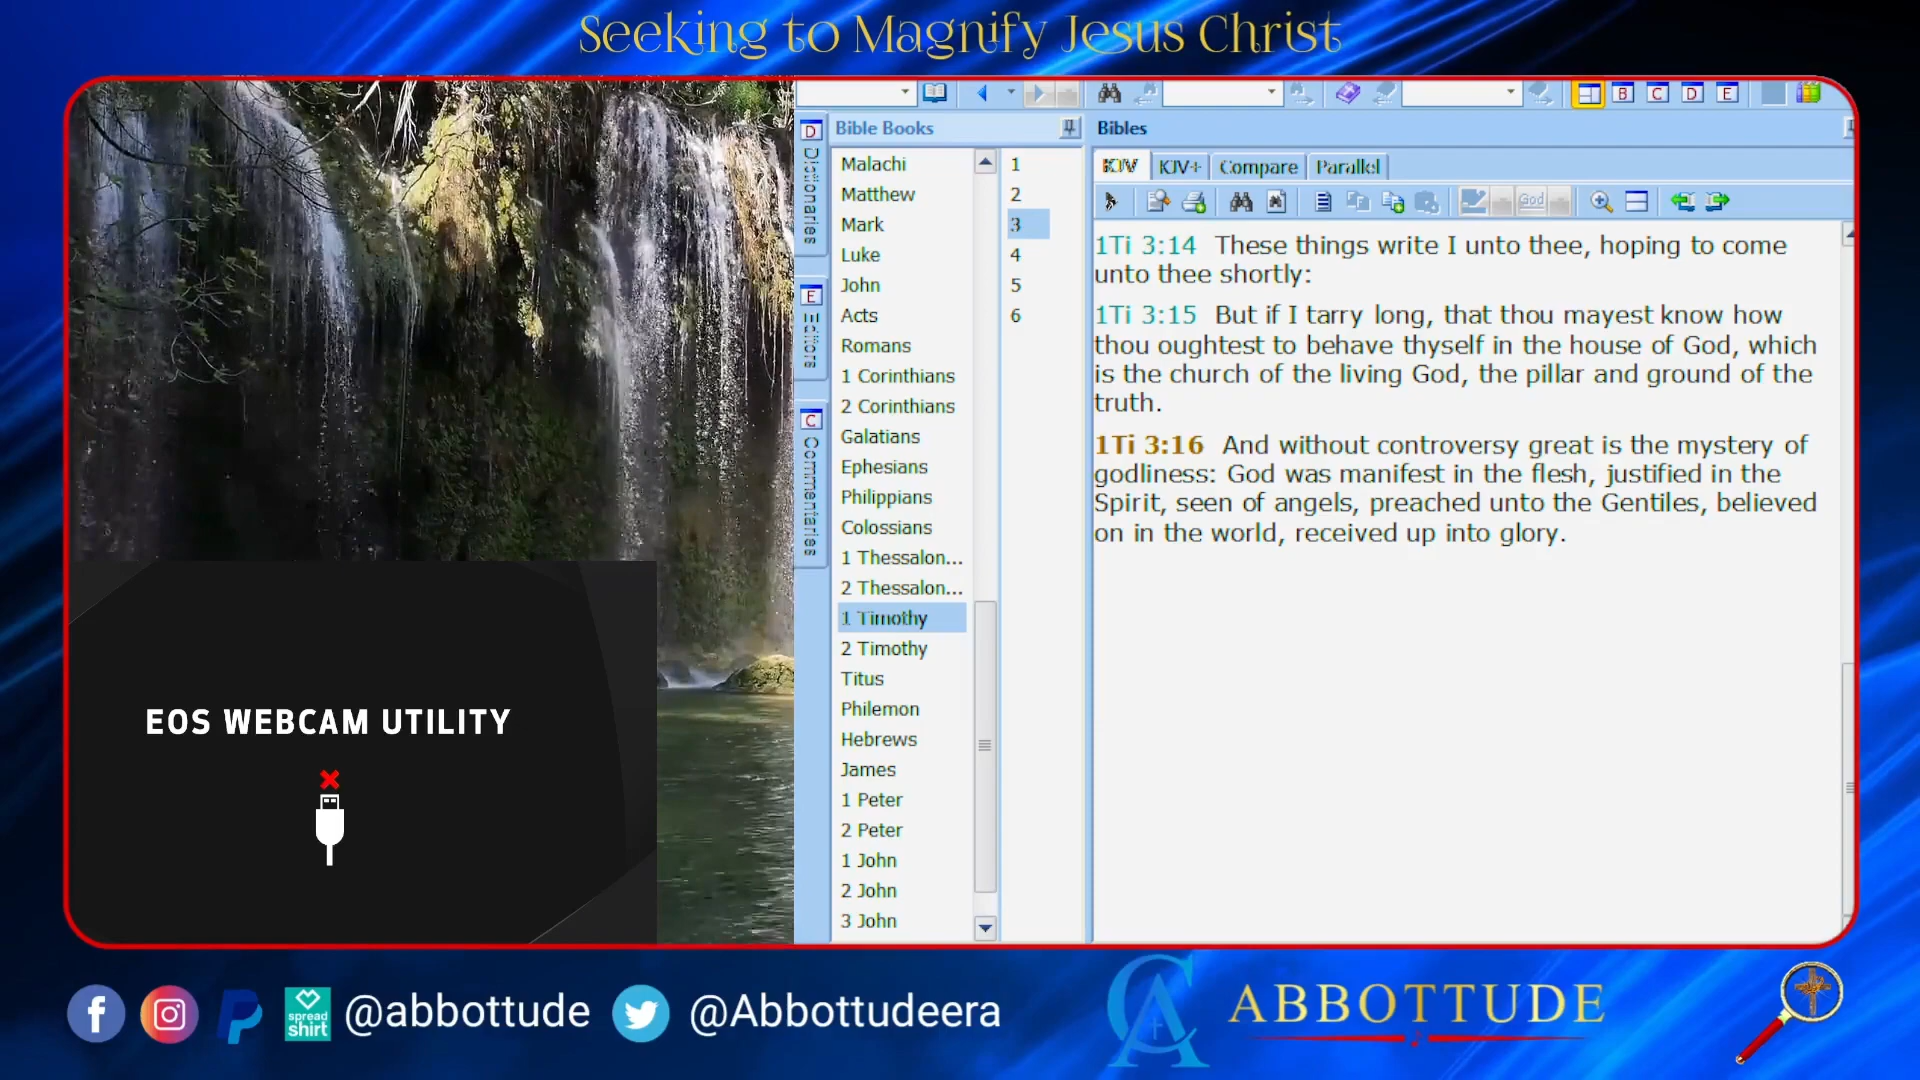 Seeking to Magnify Jesus Christ
B C D E
D Dictionaries
E Editions
C Commentaries
Bible Books
Malachi
Matthew
Mark
Luke
John
Acts
Romans
1 Corinthians
2 Corinthians
Galatians
Ephesians
Philippians
Colossians
1 Thessalon...
2 Thessalon...
1 Timothy
2 Timothy
Titus
Philemon
Hebrews
James
1 Peter
2 Peter
1 John
2 John
3 John
1
2
3
4
5
6
Bibles
KJV KJV+ Compare Parallel
God
1Ti 3:14 These things write I unto thee, hoping to come
unto thee shortly:
1Ti 3:15 But if I tarry long, that thou mayest know how
thou oughtest to behave thyself in the house of God, which
is the church of the living God, the pillar and ground of the
truth.
1Ti 3:16 And without controversy great is the mystery of
godliness: God was manifest in the flesh, justified in the
Spirit, seen of angels, preached unto the Gentiles, believed
on in the world, received up into glory.
EOS WEBCAM UTILITY
spread
shirt
@abbottude
@Abbottudeera
CA
ABBOTTUDE